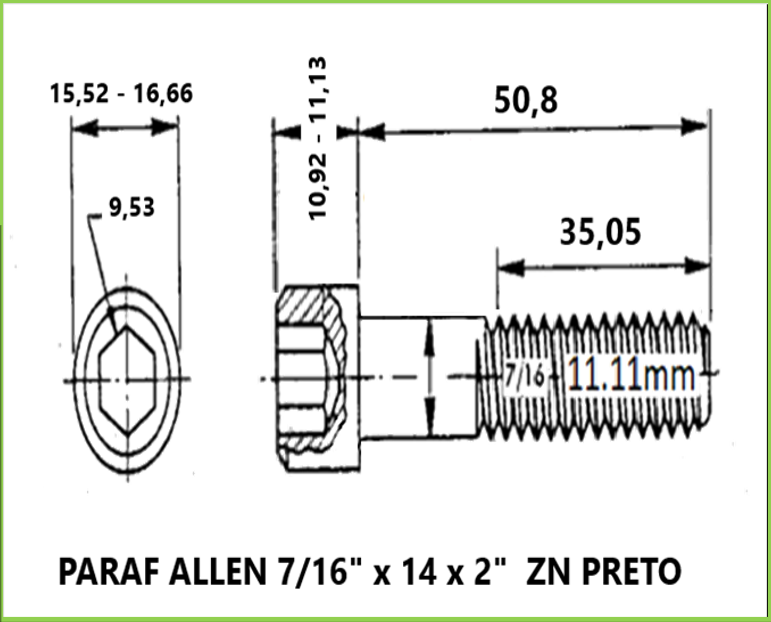 15,52 - 16,66
10,92 - 11,13
50,8
9,53
35,05
7/16 11.11mm
PARAF ALLEN 7/16" x 14 x 2" ZN PRETO